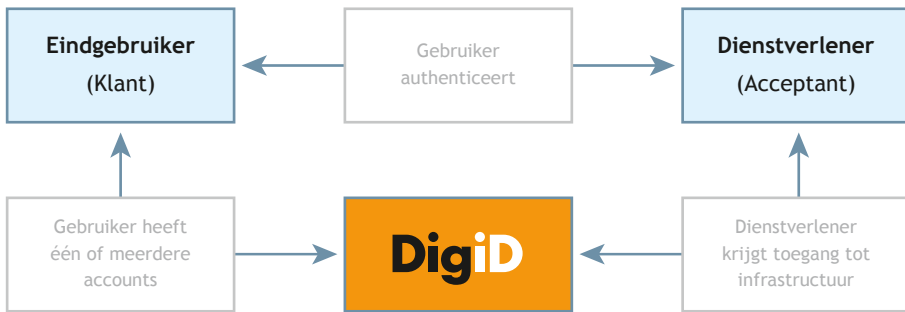 Eindgebruiker
(Klant)
Gebruiker
authenticeert
Dienstverlener
(Acceptant)
Gebruiker heeft
één of meerdere
accounts
DigiD
Dienstverlener
krijgt toegang tot
infrastructuur